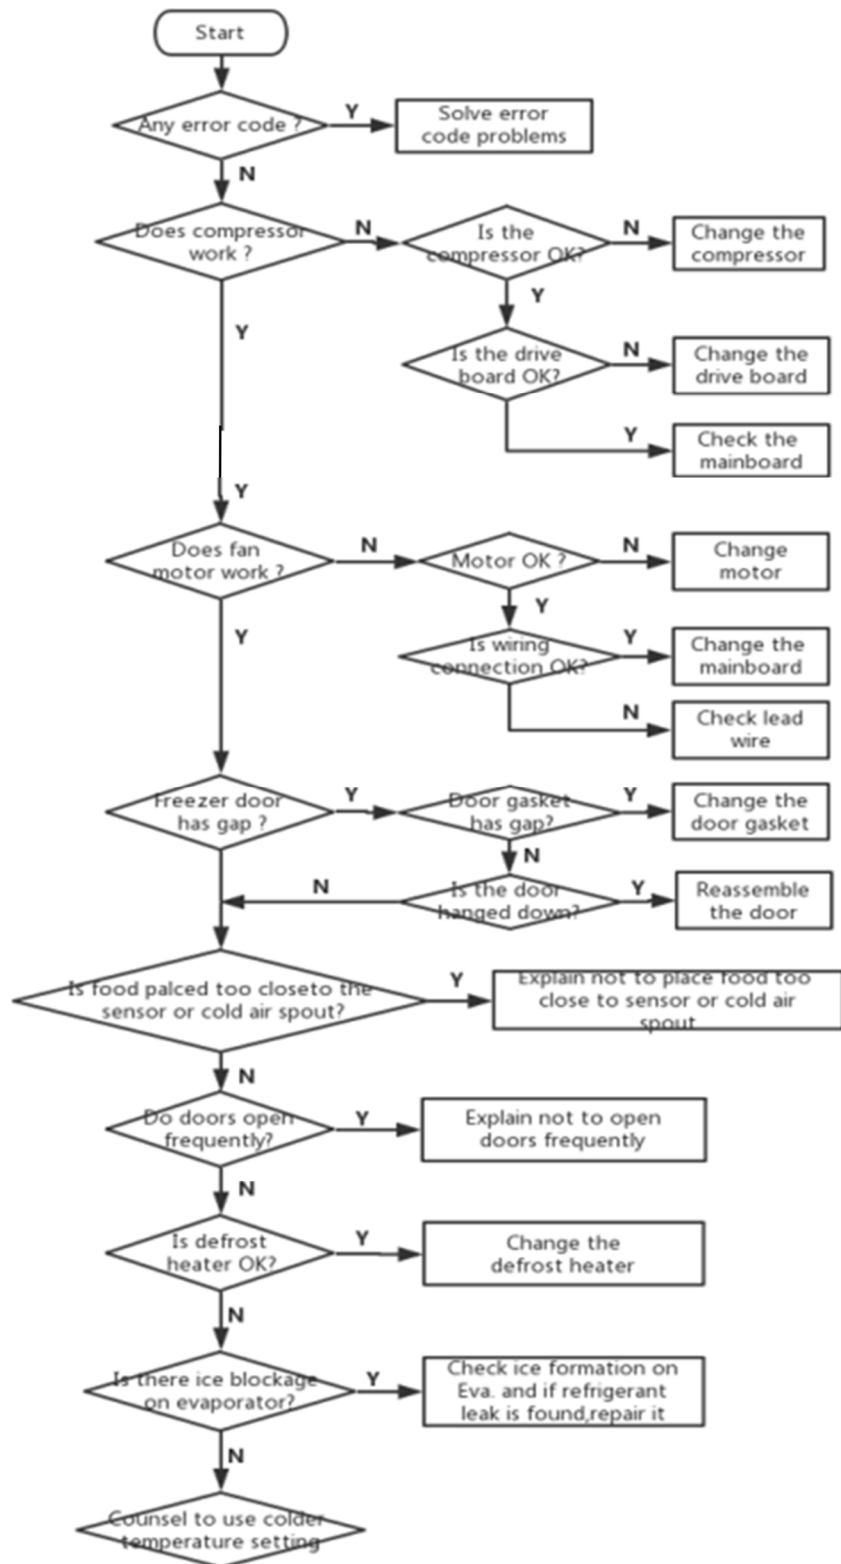 Start
Any error code ?
Y
Solve error
code problems
N
Does compressor
work ?
N
Is the
compressor OK?
N
Change the
compressor
Y
Y
Is the drive
board OK?
N
Change the
drive board
Y
Check the
mainboard
Y
Does fan
motor work ?
N
Motor OK ?
N
Change
motor
Y
Y
Is wiring
connection OK?
Y
Change the
mainboard
N
Check lead
wire
Freezer door
has gap ?
Y
Door gasket
has gap?
Y
Change the
door gasket
N
Is the door
hanged down?
Y
Reassemble
the door
N
Is food palced too closeto the
sensor or cold air spout?
Y
Explain not to place food too
close to sensor or cold air
spout
N
Do doors open
frequently?
Y
Explain not to open
doors frequently
N
Is defrost
heater OK?
Y
Change the
defrost heater
N
Is there ice blockage
on evaporator?
Y
Check ice formation on
Eva. and if refrigerant
leak is found,repair it
N
Counsel to use colder
temperature setting